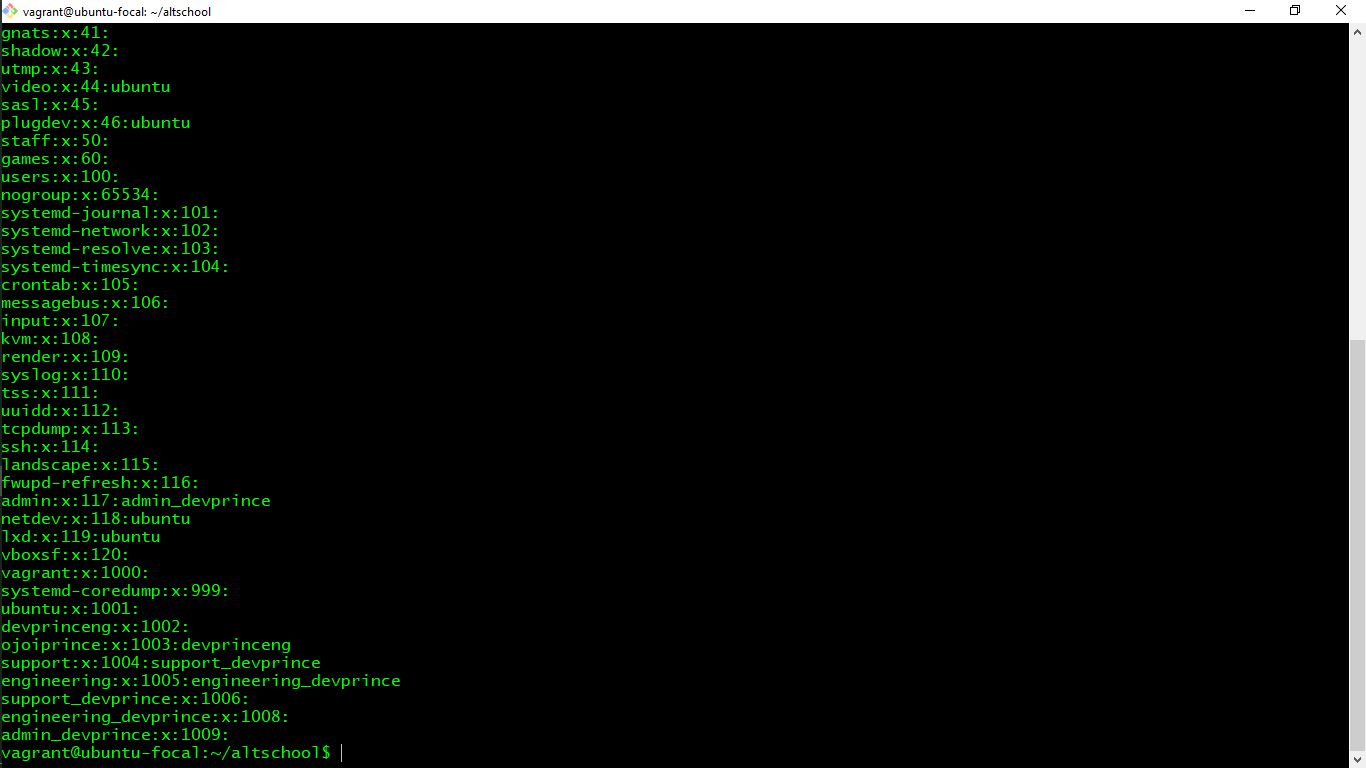 vagrant@ubuntu-focal: ~/altschool
gnats:x:41:
shadow:x:42:
utmp:x:43:
video:x:44:ubuntu
sasl:x:45:
plugdev:x:46:ubuntu
staff:x:50:
games:x:60:
users:x:100:
nogroup:x:65534:
systemd-journal:x:101:
systemd-network:x:102:
systemd-resolve:x:103:
systemd-timesync:x:104:
crontab:x:105:
messagebus:x:106:
input:x:107:
kvm:x:108:
render:x:109:
syslog:x:110:
tss:x:111:
uuidd:x:112:
tcpdump:x:113:
ssh:x:114:
landscape:x:115:
fwupd-refresh:x:116:
admin:x:117:admin_devprince
netdev:x:118:ubuntu
lxd:x:119:ubuntu
vboxsf:x:120:
vagrant:x:1000:
systemd-coredump:x:999:
ubuntu:x:1001:
devprinceng:x:1002:
ojoiprince:x:1003:devprinceng
support:x:1004:support_devprince
engineering:x:1005:engineering_devprince
support_devprince:x:1006:
engineering_devprince:x:1008:
admin_devprince:x:1009:
vagrant@ubuntu-focal:~/altschool$